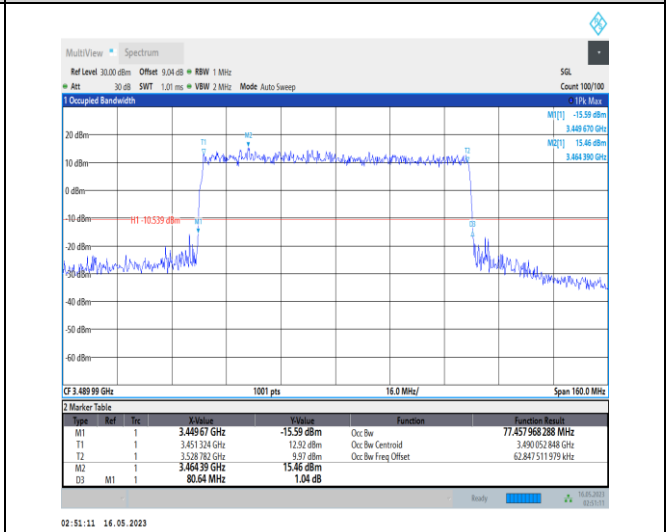 MultiView Spectrum
Ref Level 30.00 dBm Offset 9.04 dB RBW 1 MHz SGL
Att 30 dB SWT 1.01 ms VBW 2 MHz Mode Auto Sweep Count 100/100
1 Occupied Bandwidth 1Pk Max
M1[1] -15.59 dBm
3.449 670 GHz
M2[1] 15.46 dBm
3.464 390 GHz
20 dBm
T1 M2 T2
10 dBm
0 dBm
-10 dBm H1 -10.539 dBm M1 D3
-20 dBm
-30 dBm
-40 dBm
-50 dBm
-60 dBm
CF 3.489 99 GHz 1001 pts 16.0 MHz/ Span 160.0 MHz
2 Marker Table
Type Ref Trc X-Value Y-Value Function Function Result
M1 1 3.449 67 GHz -15.59 dBm Occ Bw 77.457 968 288 MHz
T1 1 3.451 324 GHz 12.92 dBm Occ Bw Centroid 3.490 052 848 GHz
T2 1 3.528 782 GHz 9.97 dBm Occ Bw Freq Offset 62.847 511 979 kHz
M2 1 3.464 39 GHz 15.46 dBm
D3 M1 1 80.64 MHz 1.04 dB
Ready 16.05.2023
02:51:11
02:51:11 16.05.2023